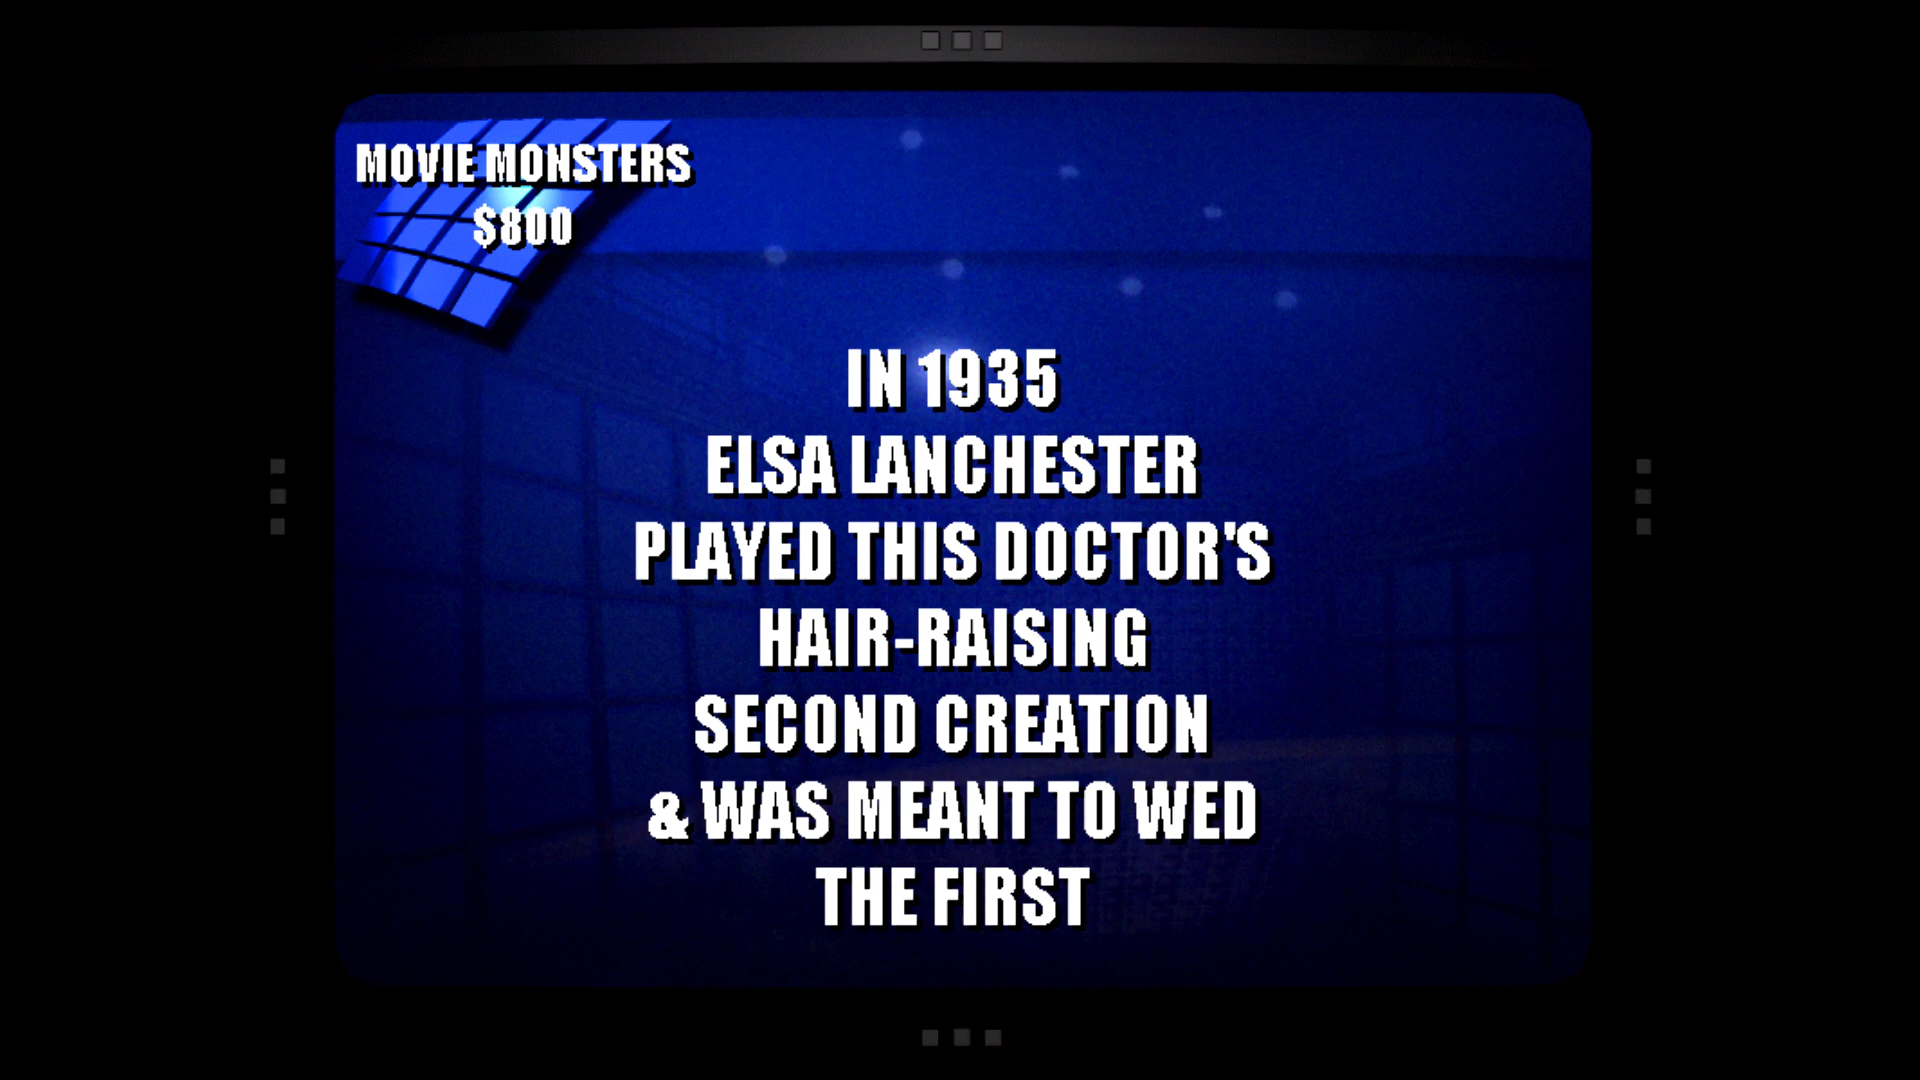 MOVIE MONSTERS
$800
IN 1935
ELSA LANCHESTER
PLAYED THIS DOCTOR'S
HAIR-RAISING
SECOND CREATION
& WAS MEANT TO WED
THE FIRST